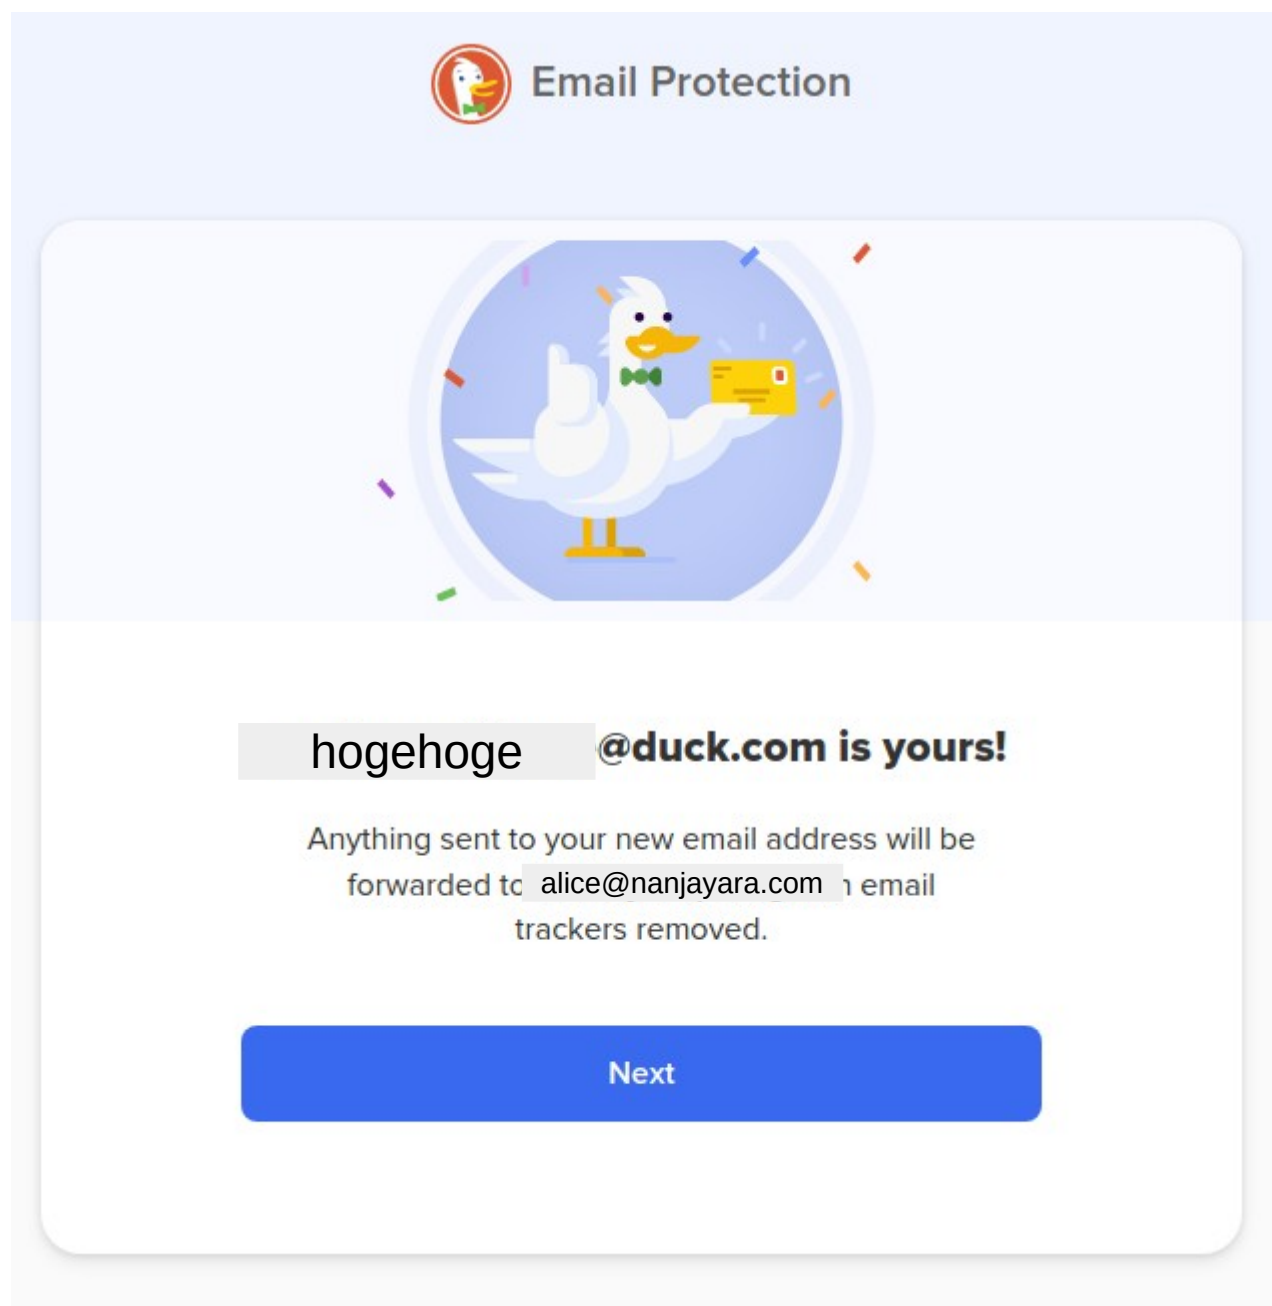 Email Protection
hogehoge @duck.com is yours!
Anything sent to your new email address will be
forwarded to alice@nanjayara.com email
trackers removed.
Next